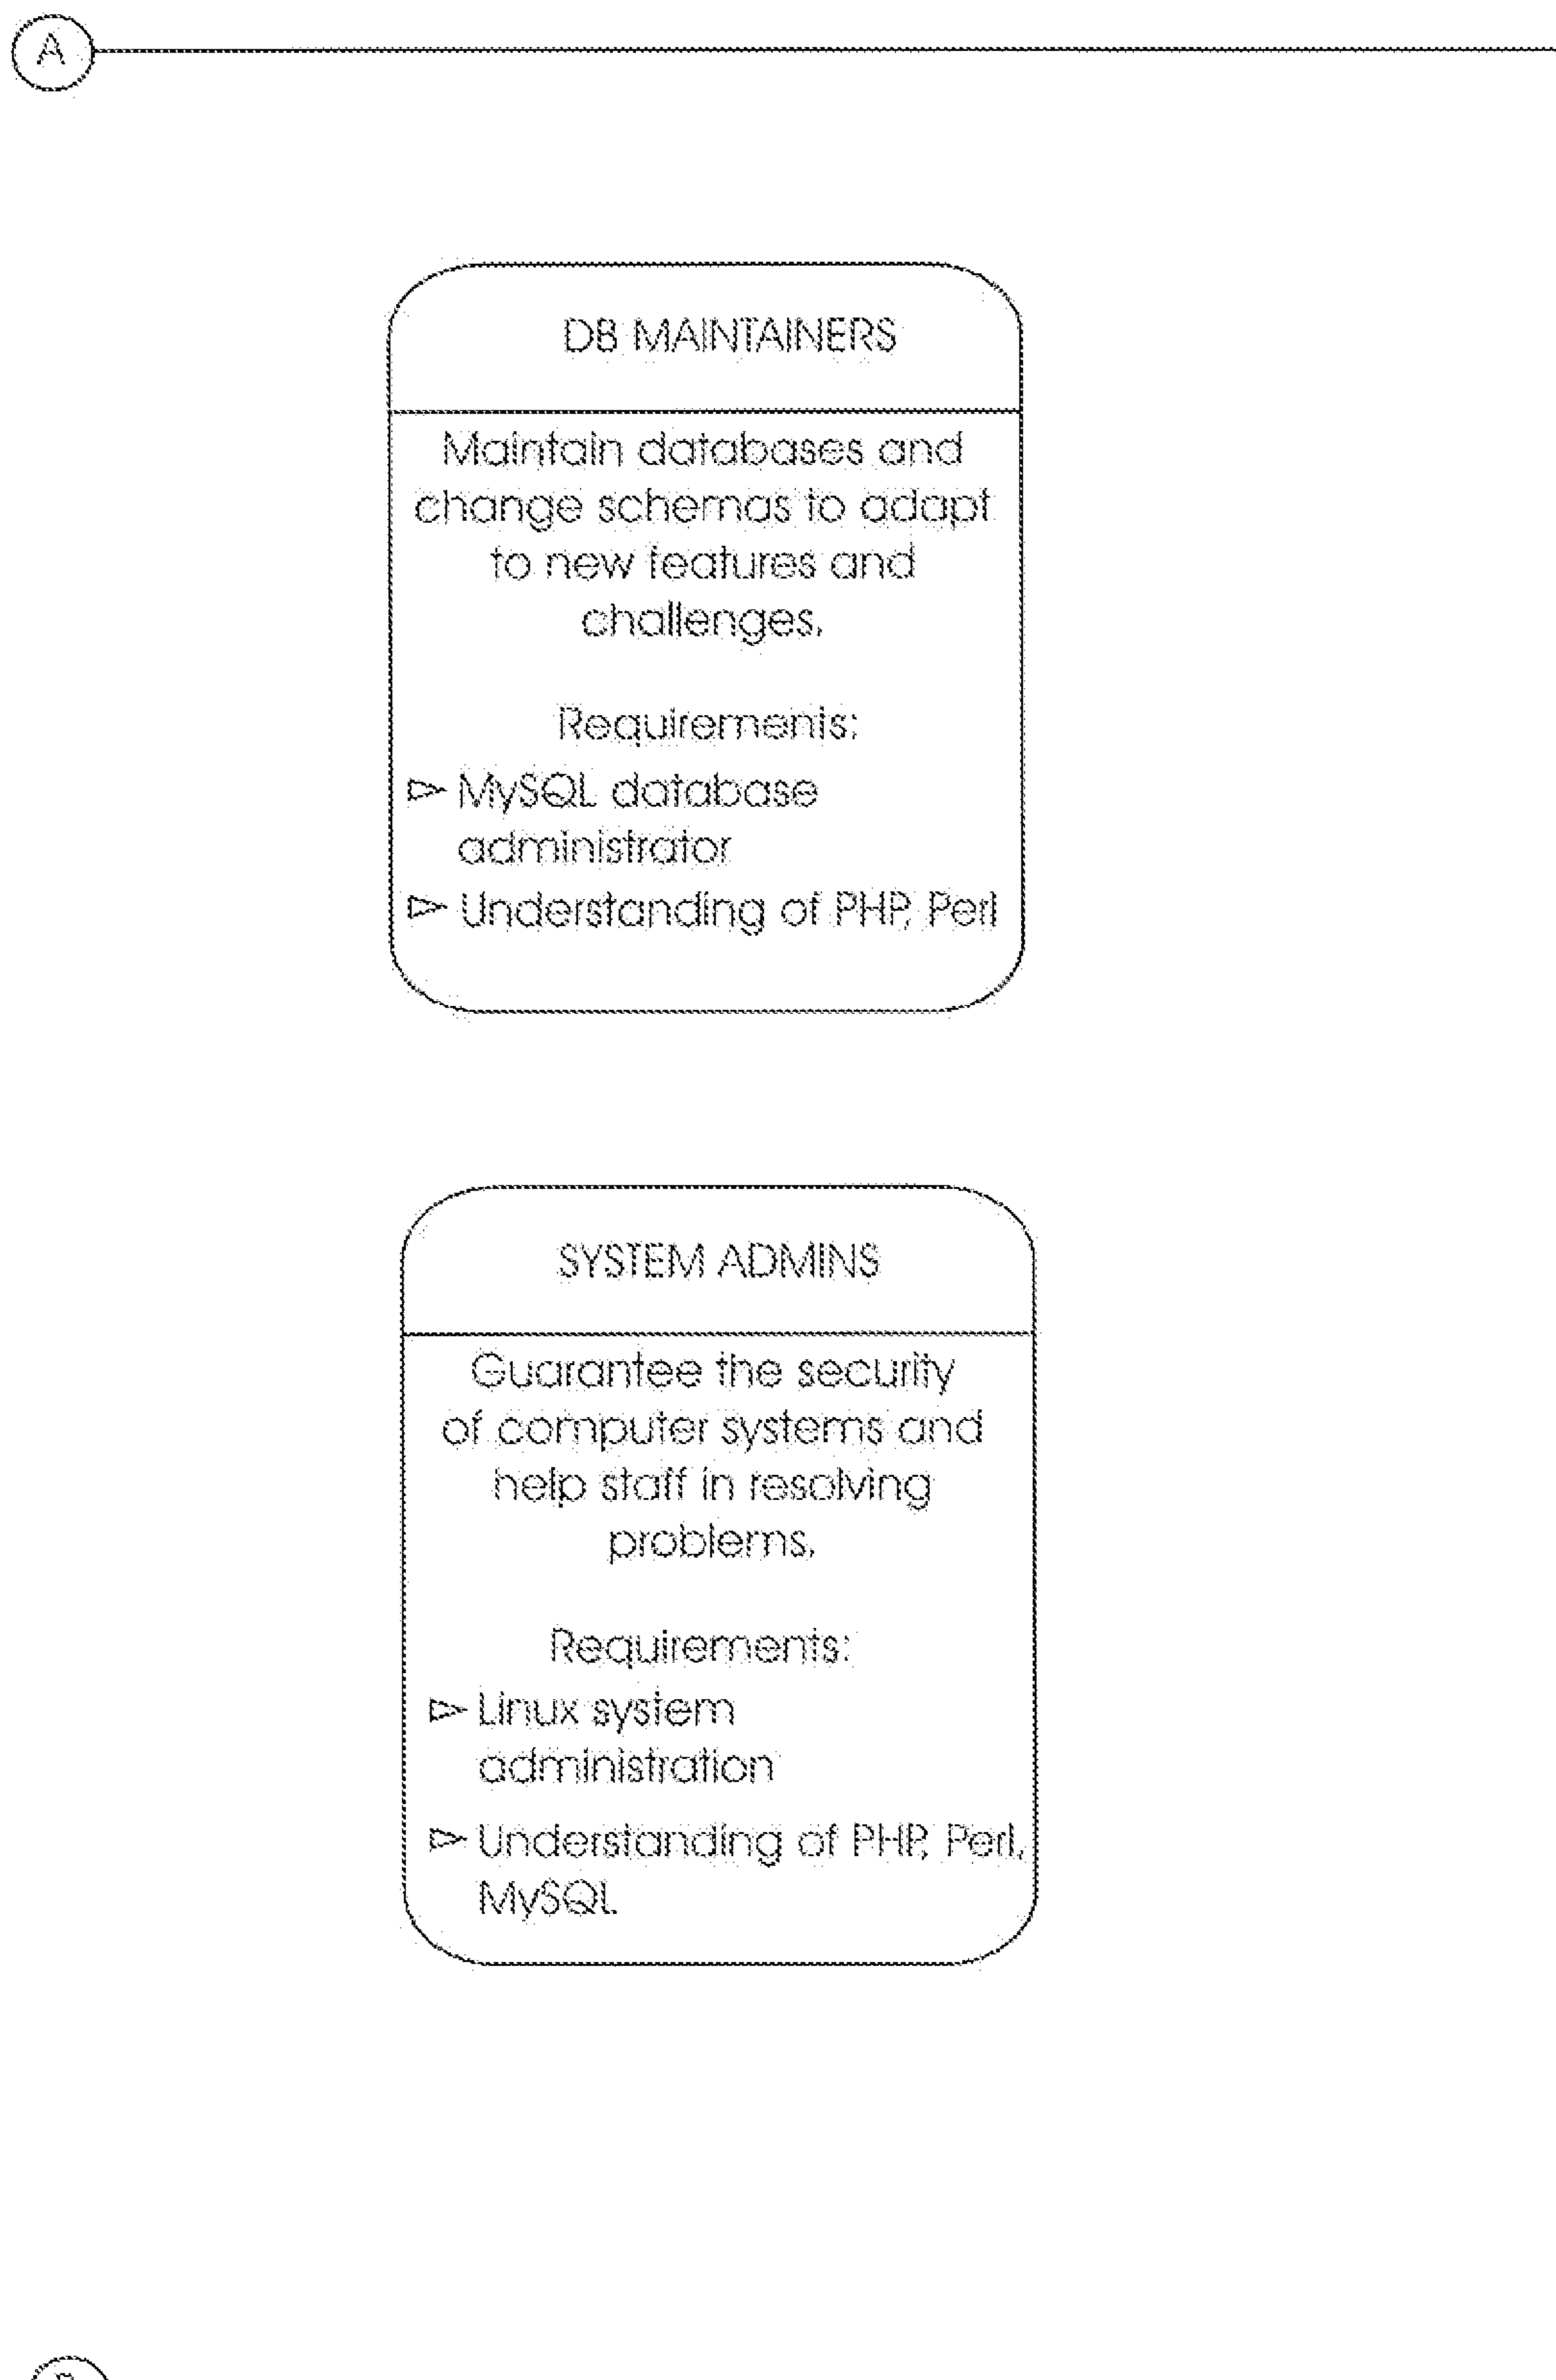 A
DB MAINTAINERS
Maintain databases and
change schemas to adapt
to new features and
challenges.
Requirements:
▷ MySQL database
administrator
▷ Understanding of PHP, Perl
SYSTEM ADMINS
Guarantee the security
of computer systems and
help staff in resolving
problems.
Requirements:
▷ Linux system
administration
▷ Understanding of PHP, Perl,
MySQL.